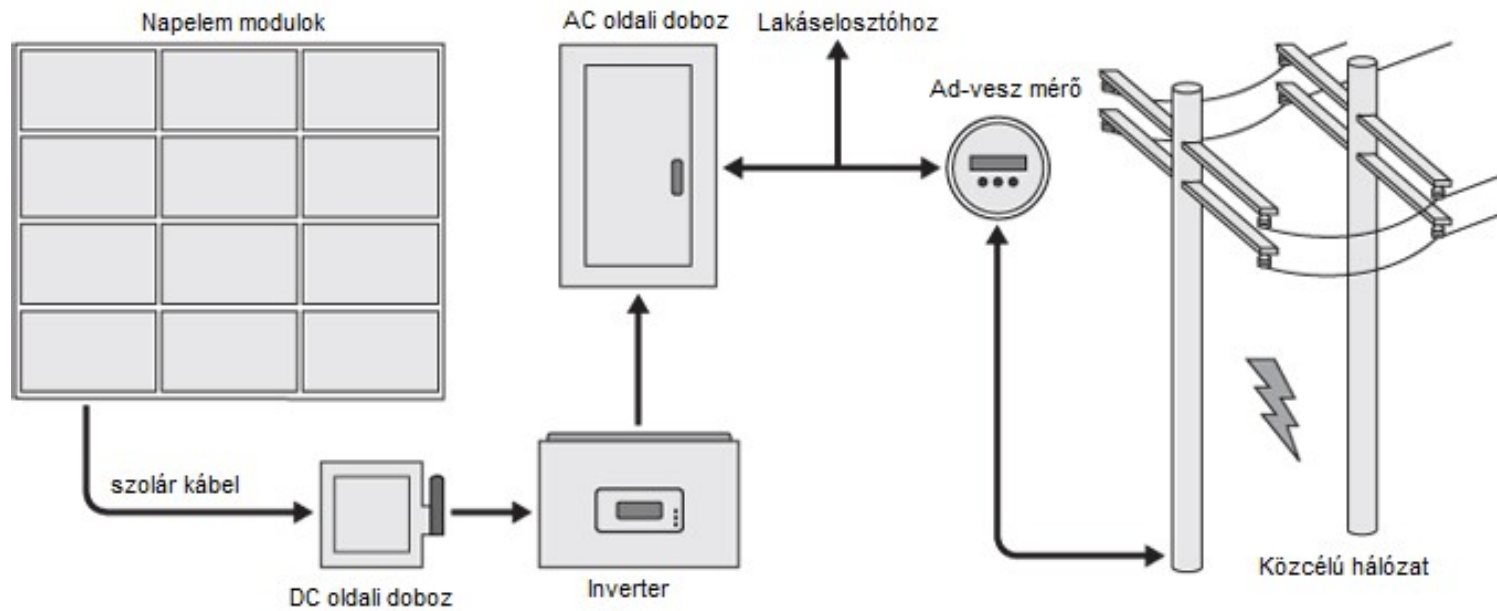 Napelem modulok
AC oldali doboz
Lakáselosztóhoz
Ad-vesz mérő
szolár kábel
DC oldali doboz
Inverter
Közcélú hálózat